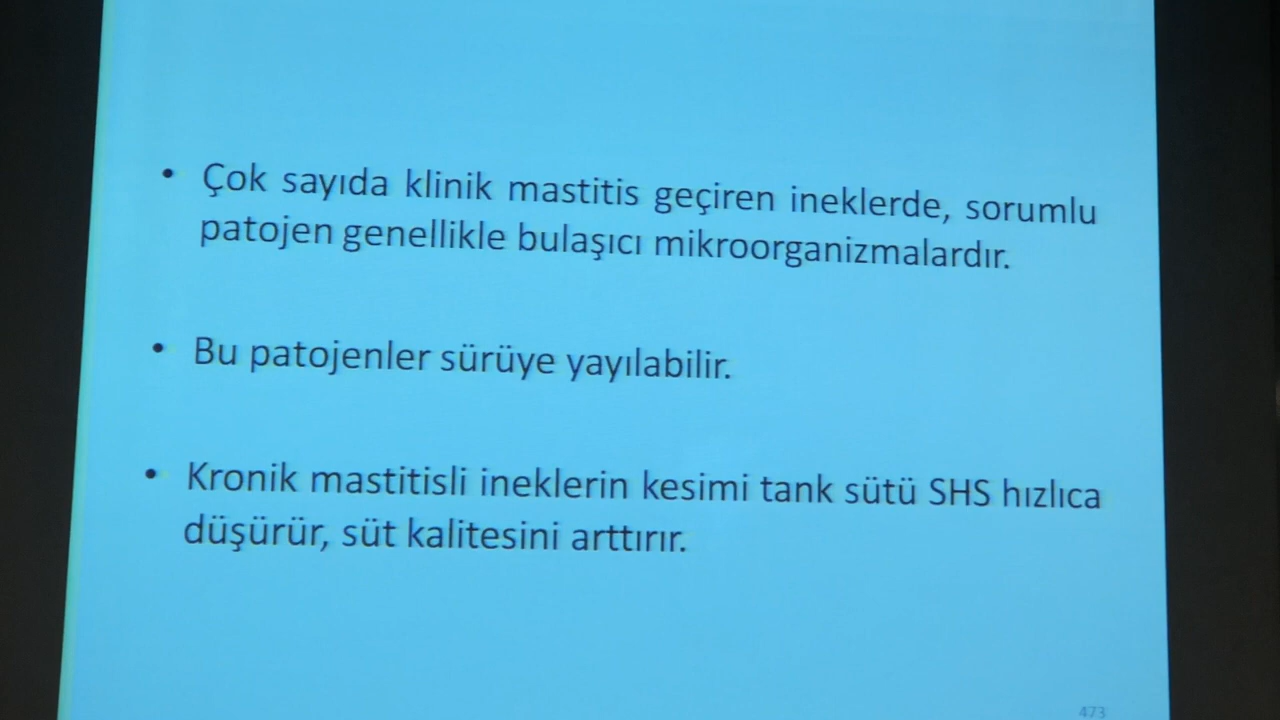 • Çok sayıda klinik mastitis geçiren ineklerde, sorumlu
patojen genellikle bulaşıcı mikroorganizmalardır.
• Bu patojenler sürüye yayılabilir.
• Kronik mastitisli ineklerin kesimi tank sütü SHS hızlıca
düşürür, süt kalitesini arttırır.
473